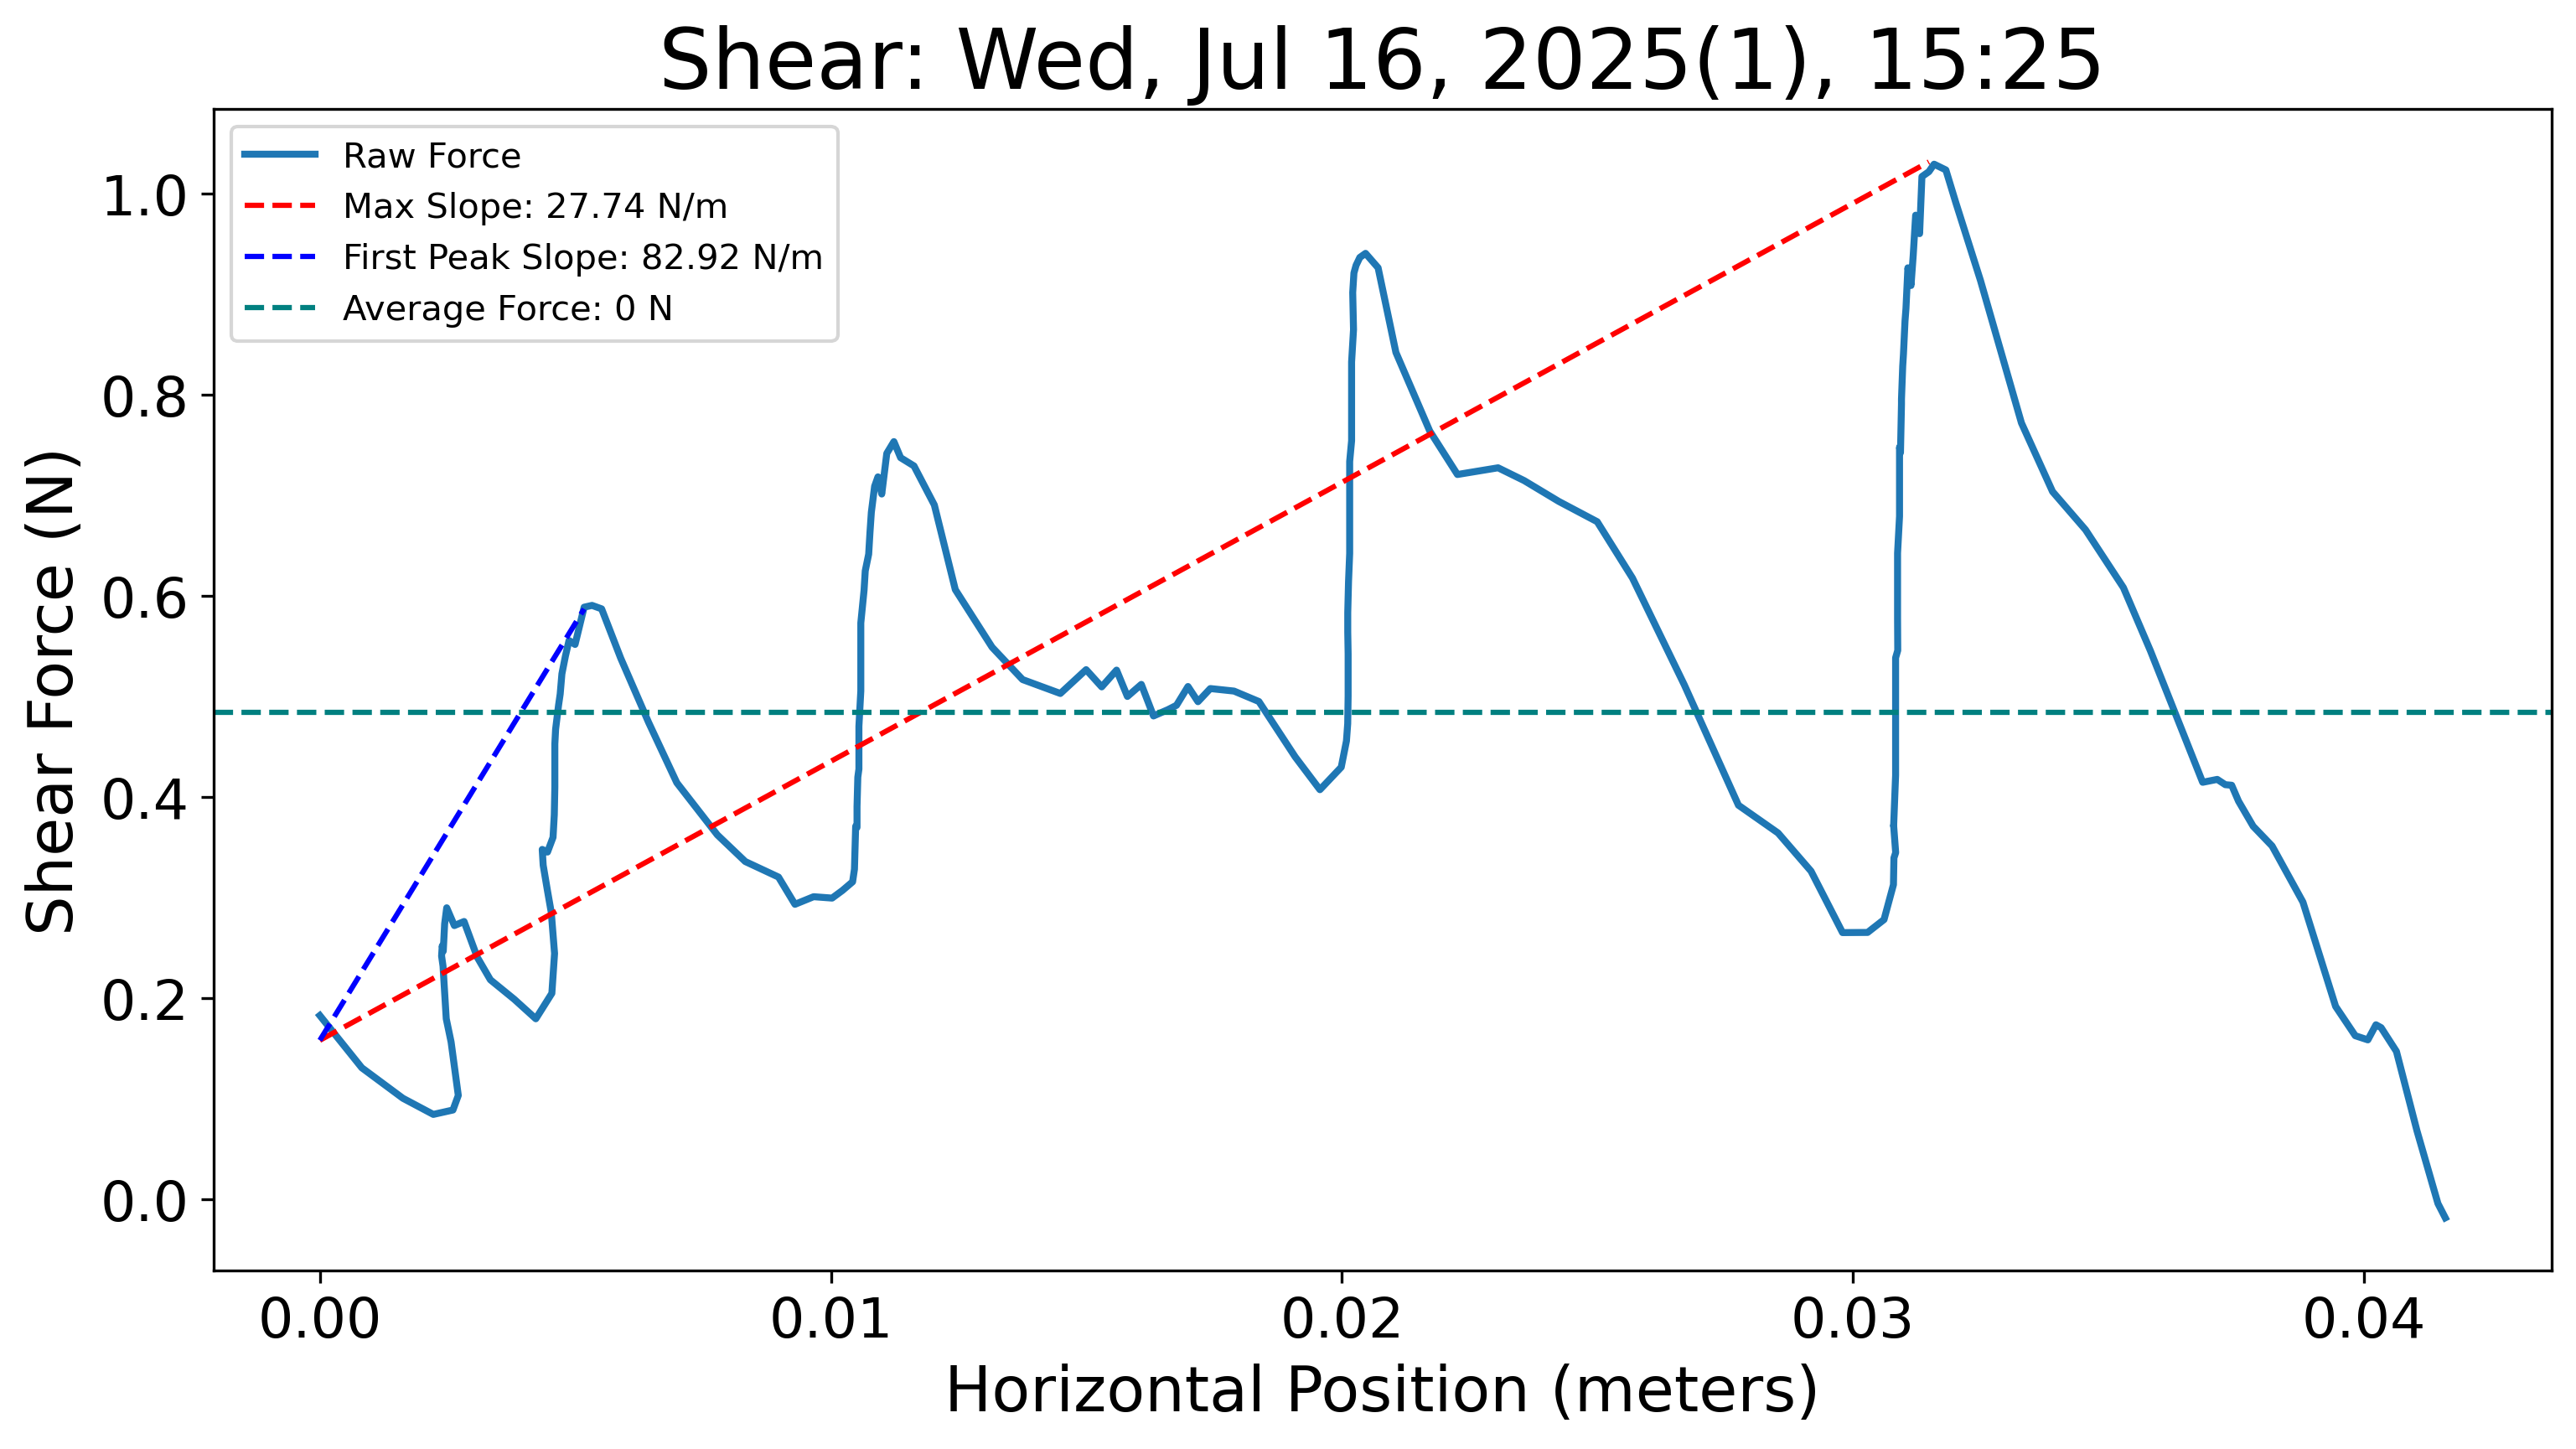 Shear: Wed, Jul 16, 2025(1), 15:25
Raw Force
Max Slope: 27.74 N/m
First Peak Slope: 82.92 N/m
Average Force: 0 N
Shear Force (N)
1.0
0.8
0.6
0.4
0.2
0.0
0.00 0.01 0.02 0.03 0.04
Horizontal Position (meters)